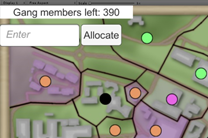 Gang members left: 390
Enter
Allocate